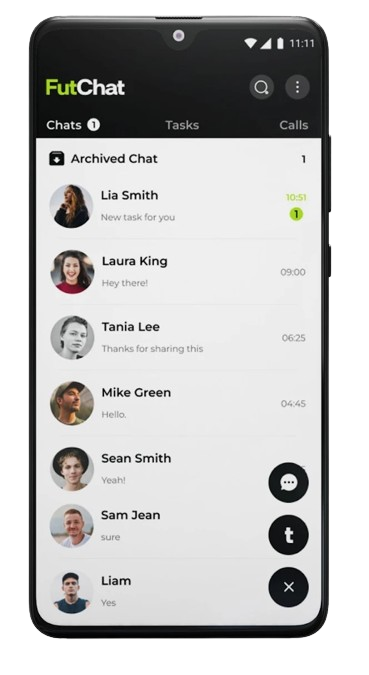 11:11
FutChat
Chats 1
Tasks
Calls
Archived Chat 1
Lia Smith 10:51
New task for you 1
Laura King
Hey there! 09:00
Tania Lee
Thanks for sharing this 06:25
Mike Green
Hello. 04:45
Sean Smith
Yeah!
Sam Jean
sure
t
Liam
Yes